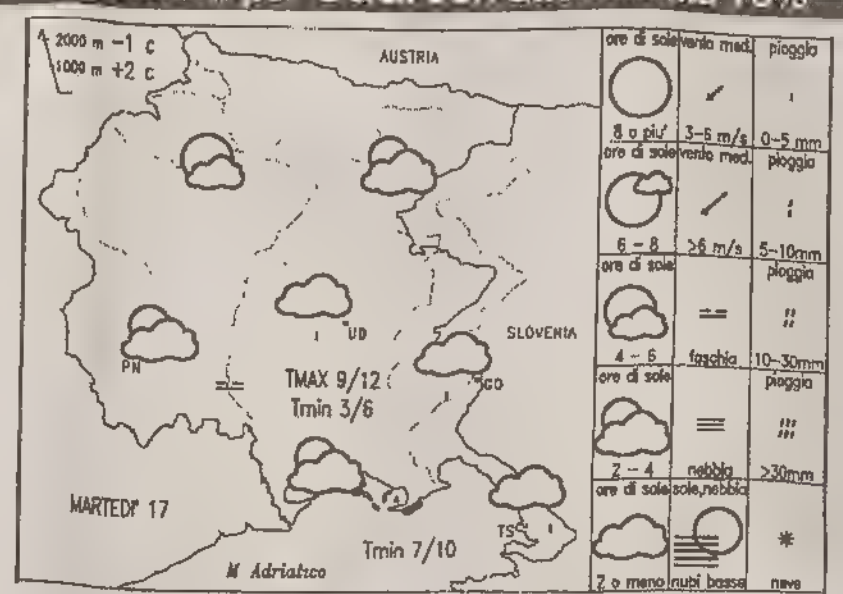 2000 m -1 c
1000 m +2 c
AUSTRIA
SLOVENIA
PN
UD
GO
TMAX 9/12
Tmin 3/6
MARTEDI' 17
TS
Tmin 7/10
M Adriatico
ore di sole vento med. pioggia
8 o piu' 3-6 m/s 0-5 mm
ore di sole vento med. pioggia
6 - 8 >6 m/s 5-10mm
ore di sole pioggia
4 - 6 foschia 10-30mm
ore di sole pioggia
2 - 4 nebbia >30mm
ore di sole sole,nebbia
2 o meno nubi basse neve